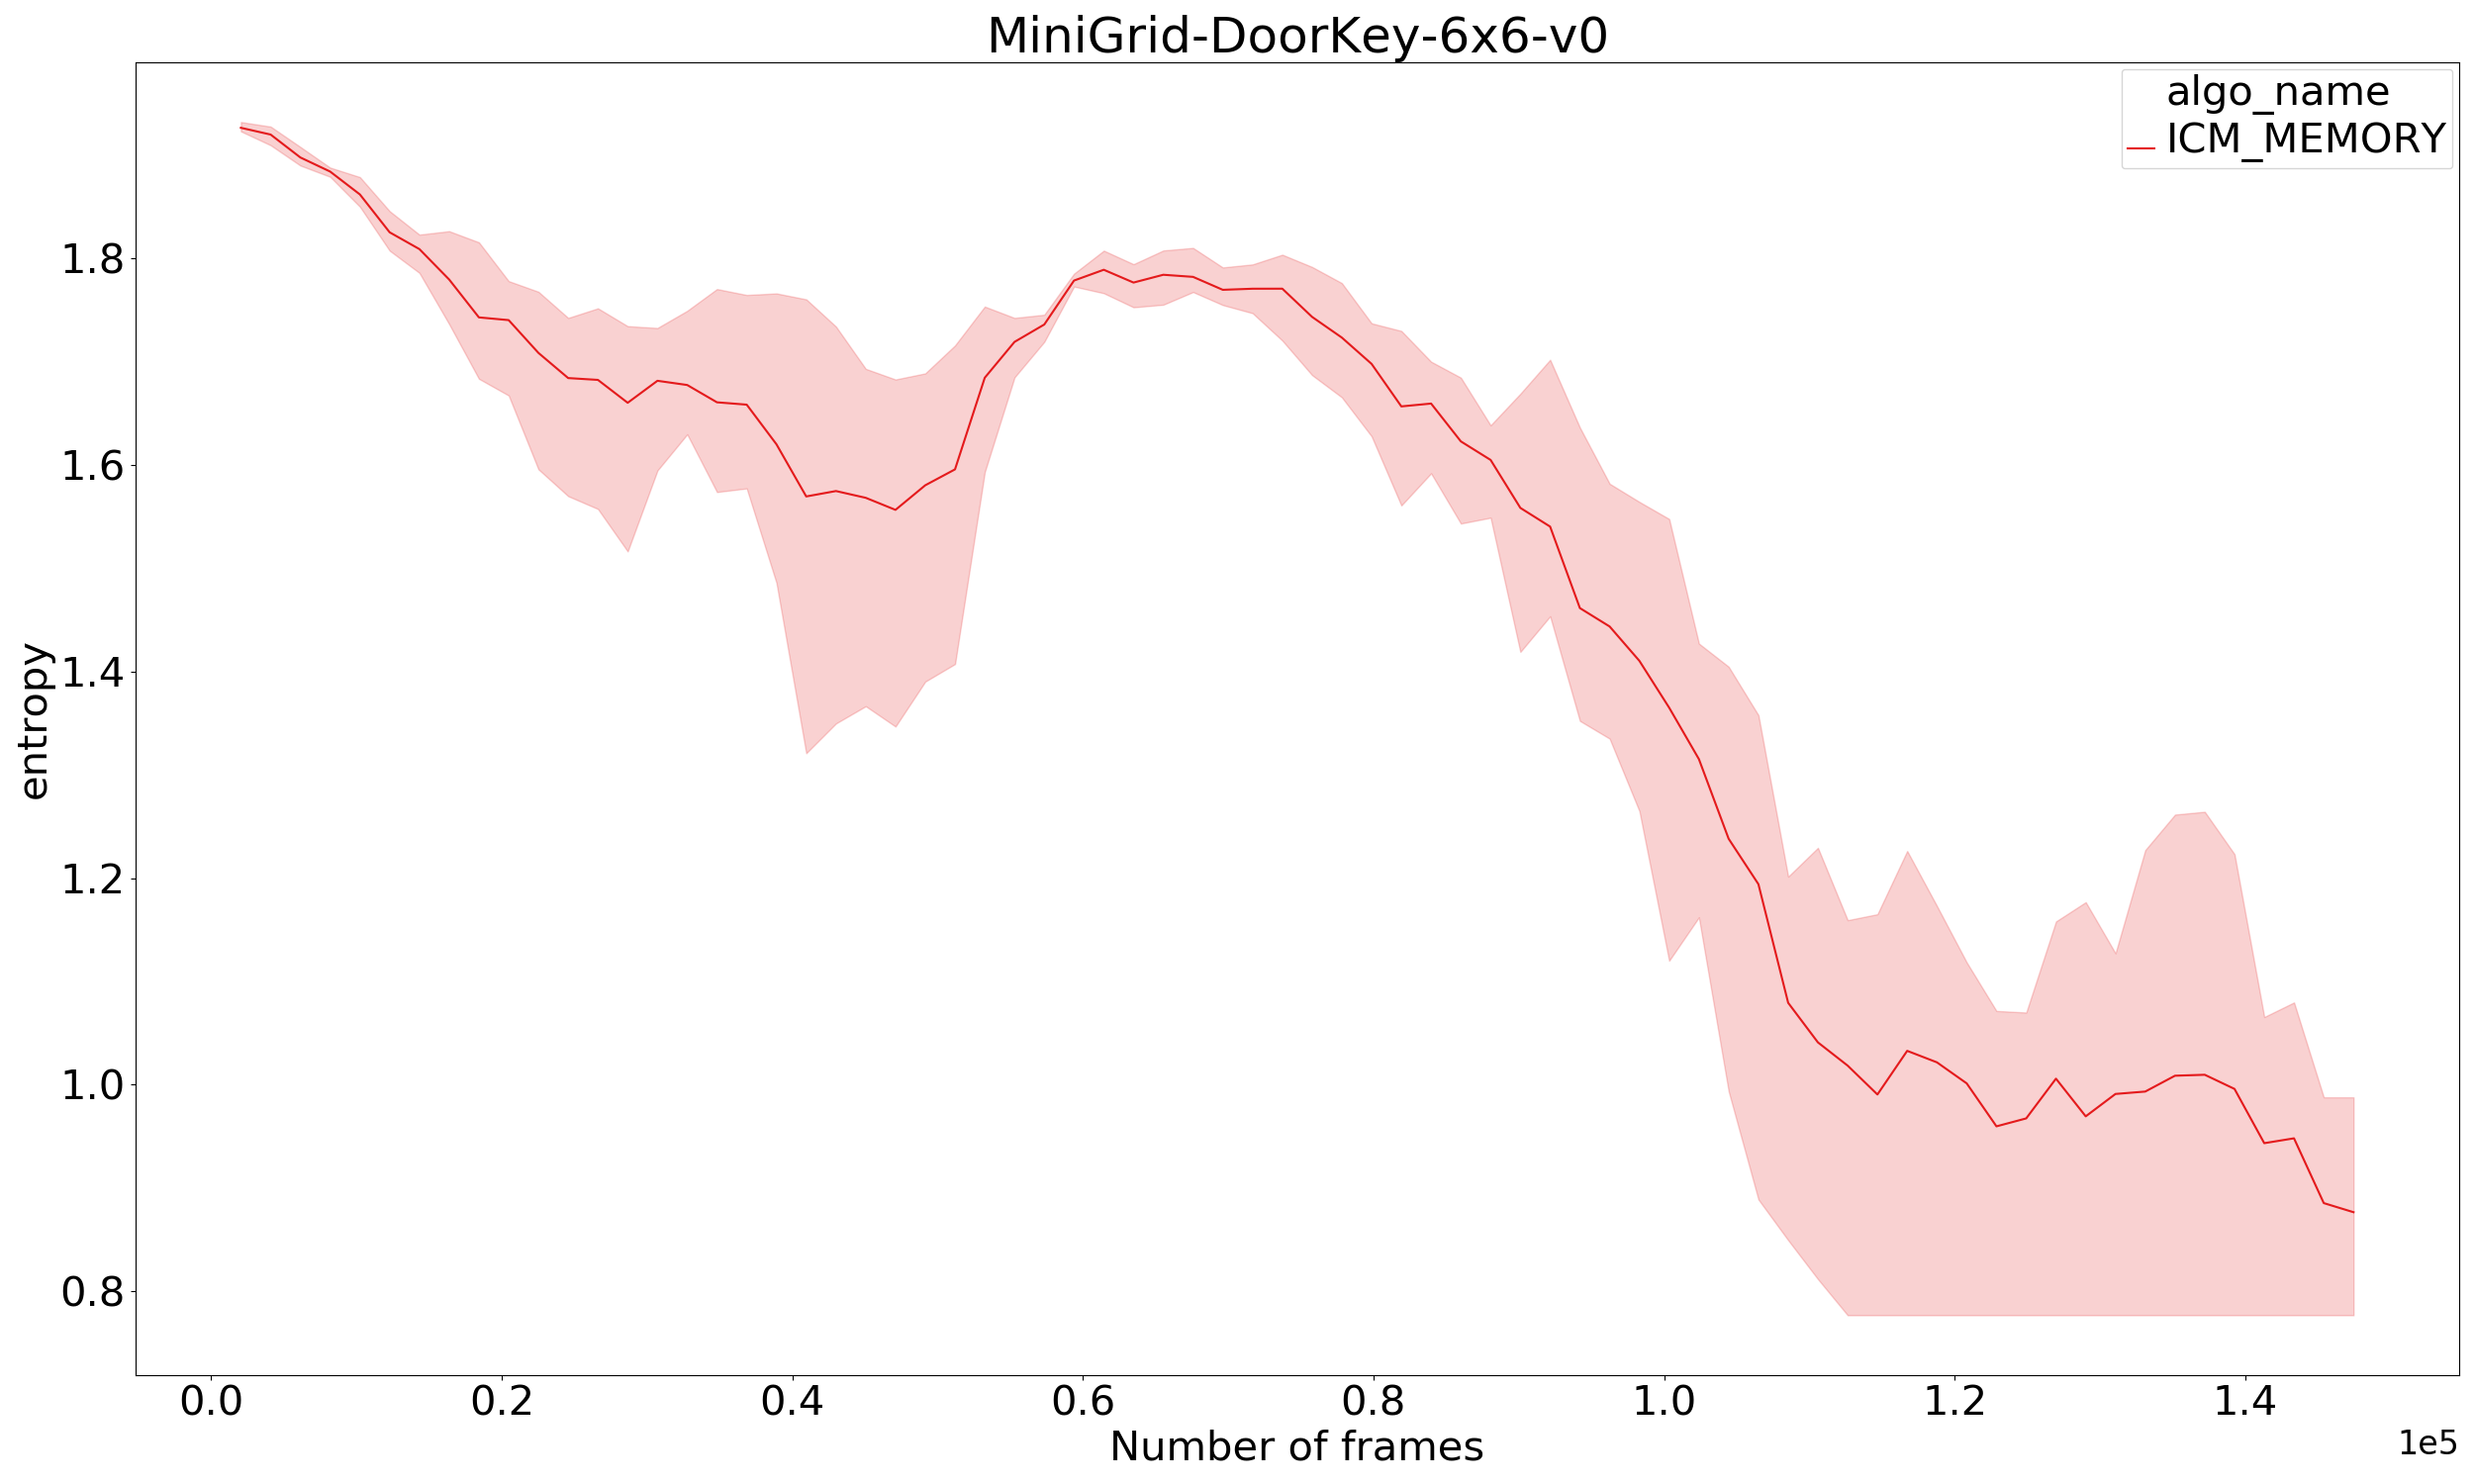 MiniGrid-DoorKey-6x6-v0
algo_name
ICM_MEMORY
entropy
1.8
1.6
1.4
1.2
1.0
0.8
0.0 0.2 0.4 0.6 0.8 1.0 1.2 1.4
Number of frames
1e5